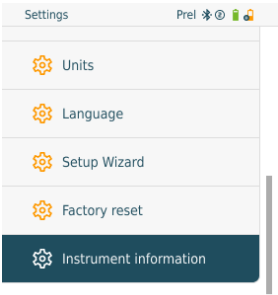 Settings Prel
Units
Language
Setup Wizard
Factory reset
Instrument information